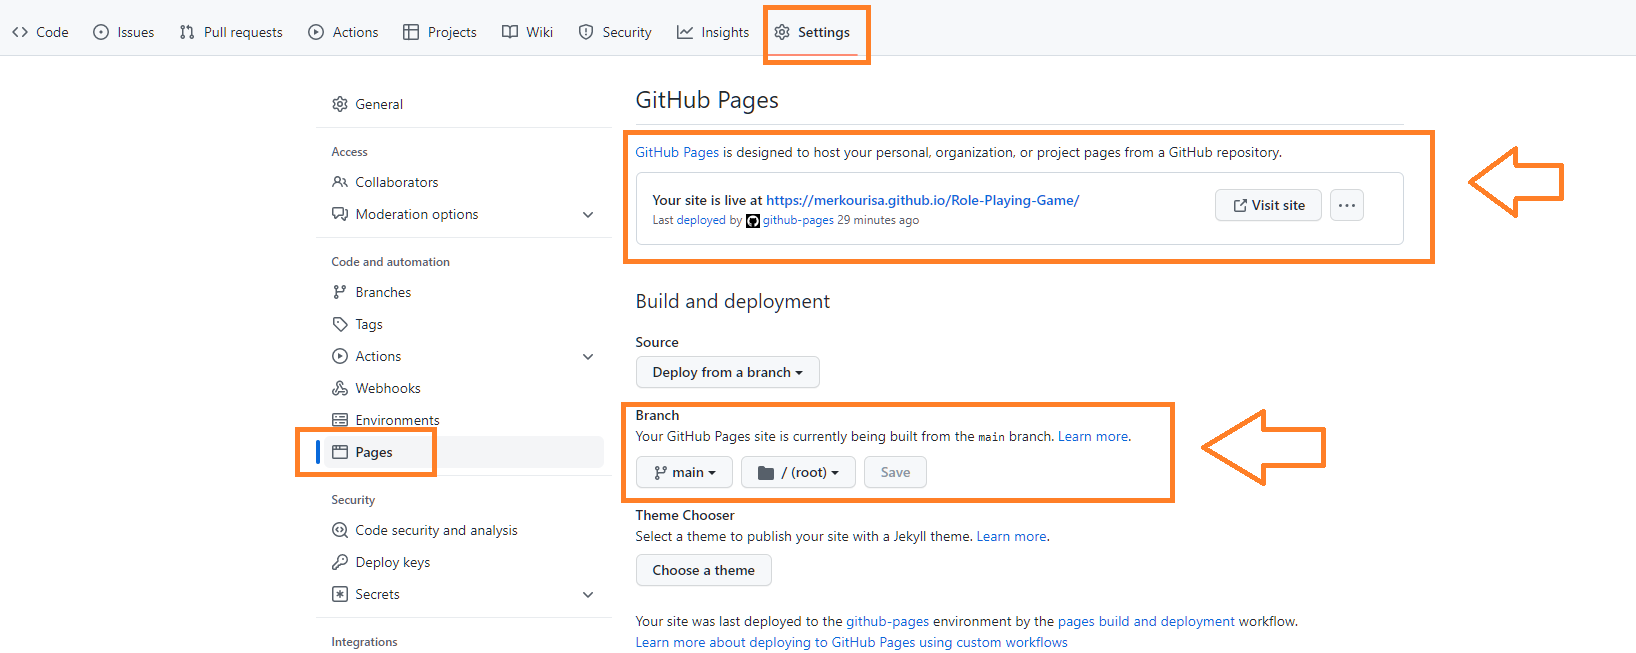 Code Issues Pull requests Actions Projects Wiki Security Insights Settings
General
Access
Collaborators
Moderation options
Code and automation
Branches
Tags
Actions
Webhooks
Environments
Pages
Security
Code security and analysis
Deploy keys
Secrets
Integrations
GitHub Pages
GitHub Pages is designed to host your personal, organization, or project pages from a GitHub repository.
Your site is live at https://merkourisa.github.io/Role-Playing-Game/
Last deployed by github-pages 29 minutes ago
Visit site
Build and deployment
Source
Deploy from a branch
Branch
Your GitHub Pages site is currently being built from the main branch. Learn more.
main / (root) Save
Theme Chooser
Select a theme to publish your site with a Jekyll theme. Learn more.
Choose a theme
Your site was last deployed to the github-pages environment by the pages build and deployment workflow.
Learn more about deploying to GitHub Pages using custom workflows